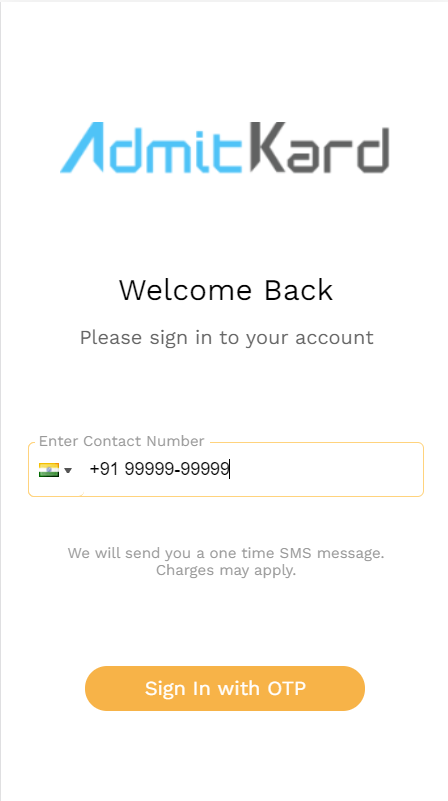 AdmitKard
Welcome Back
Please sign in to your account
Enter Contact Number
+91 99999-99999
We will send you a one time SMS message.
Charges may apply.
Sign In with OTP